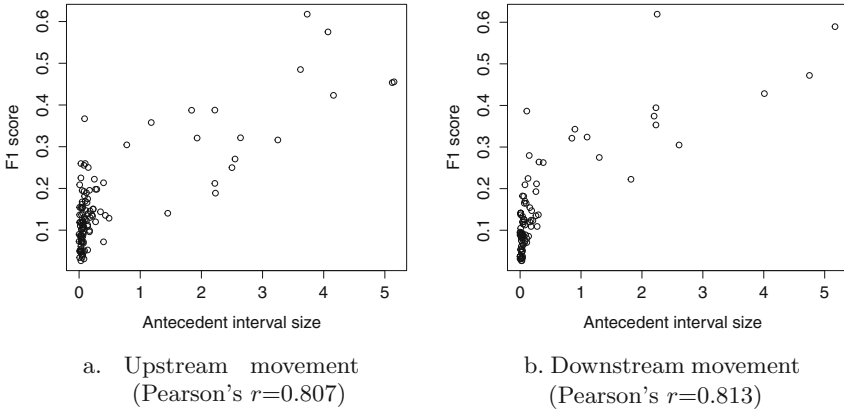 0.1 0.2 0.3 0.4 0.5 0.6
F1 score
0 1 2 3 4 5
Antecedent interval size
a. Upstream movement
(Pearson's r=0.807)
0.1 0.2 0.3 0.4 0.5 0.6
F1 score
0 1 2 3 4 5
Antecedent interval size
b. Downstream movement
(Pearson's r=0.813)